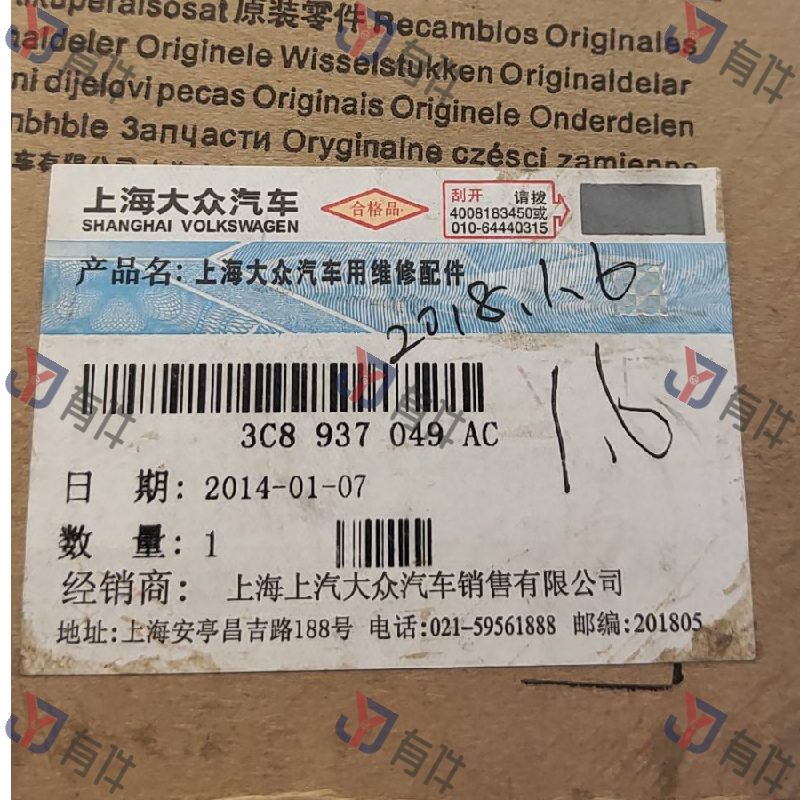 原装零件 Recambios Originales
Originele Wisselstukken Originaldelar
dijelovi pecas Originais Originele Onderdelen
Запчасти Oryginalne części zamienne
上海大众汽车
SHANGHAI VOLKSWAGEN
合格品
刮开 请拨
4008183450或
010-64440315
产品名: 上海大众汽车用维修配件
2018.1.6
1.6
3C8 937 049 AC
日 期: 2014-01-07
数 量: 1
经销商: 上海上汽大众汽车销售有限公司
地址:上海安亭昌吉路188号 电话:021-59561888 邮编:201805
有件